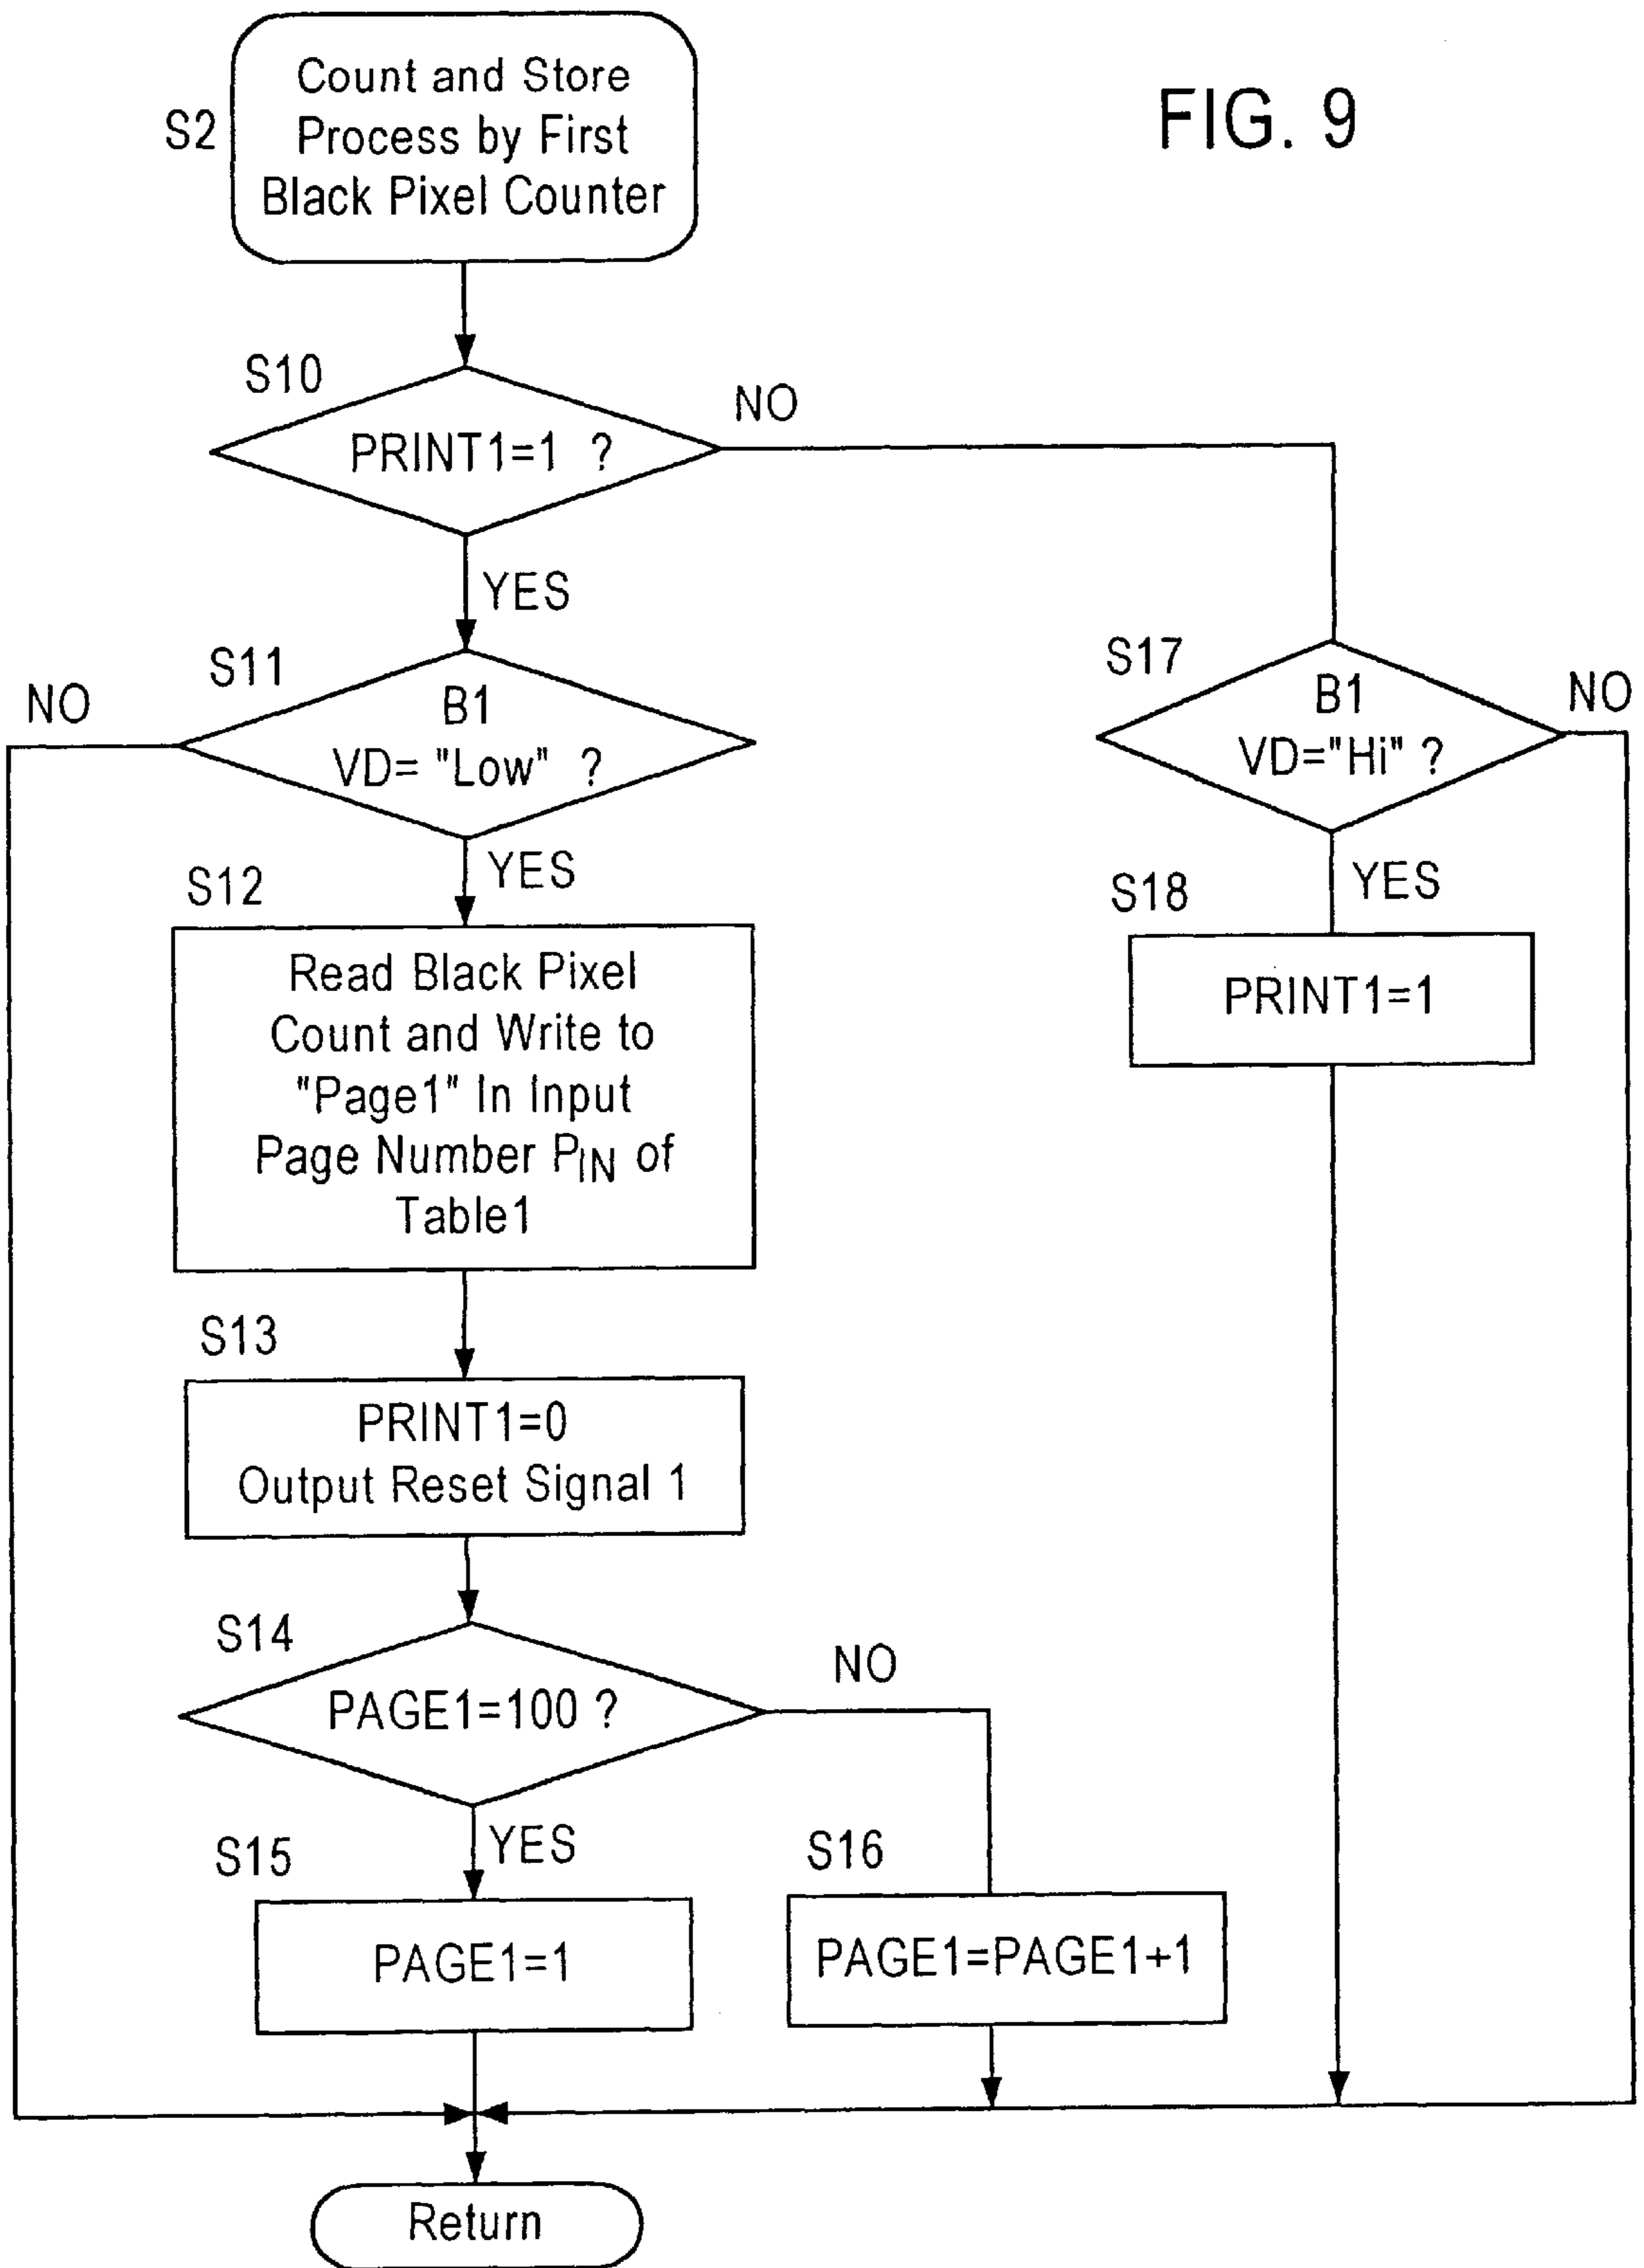 FIG. 9
S2
Count and Store
Process by First
Black Pixel Counter
S10
PRINT1=1 ?
NO
YES
S11
NO
B1
VD= "Low" ?
YES
S17
B1
VD="Hi" ?
NO
YES
S18
PRINT1=1
S12
Read Black Pixel
Count and Write to
"Page1" In Input
Page Number PIN of
Table1
S13
PRINT1=0
Output Reset Signal 1
S14
PAGE1=100 ?
NO
YES
S15
PAGE1=1
S16
PAGE1=PAGE1+1
Return